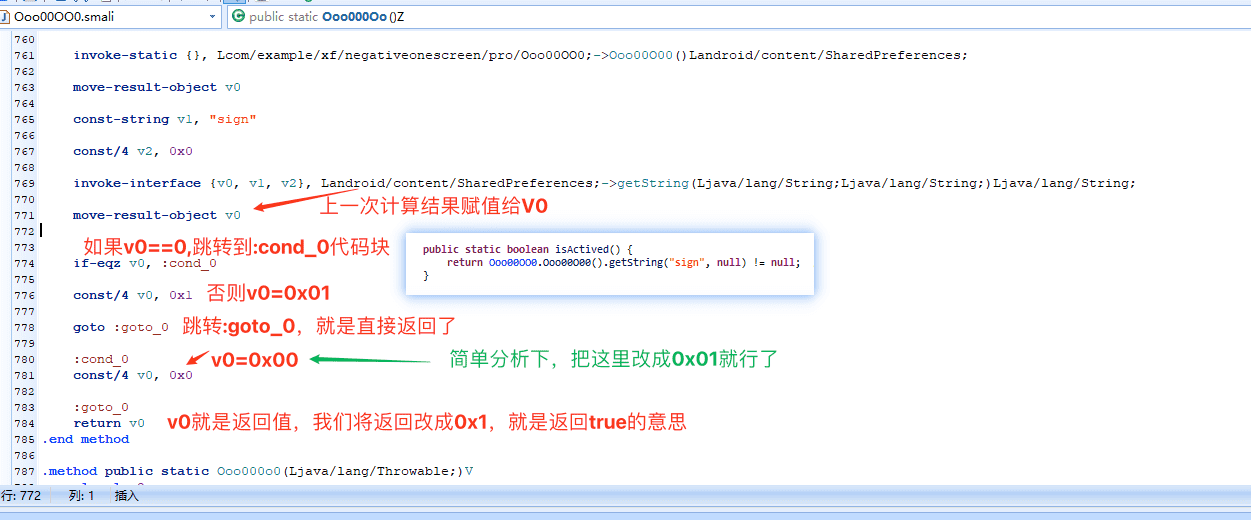 Ooo00OO0.smali
public static Ooo000Oo()Z
760
761 invoke-static {}, Lcom/example/xf/negativeonescreen/pro/Ooo00OO0;->Ooo00O00()Landroid/content/SharedPreferences;
762
763 move-result-object v0
764
765 const-string v1, "sign"
766
767 const/4 v2, 0x0
768
769 invoke-interface {v0, v1, v2}, Landroid/content/SharedPreferences;->getString(Ljava/lang/String;Ljava/lang/String;)Ljava/lang/String;
770
771 move-result-object v0
上一次计算结果赋值给V0
772
773
如果v0==0,跳转到:cond_0代码块
774 if-eqz v0, :cond_0
public static boolean isActived() {
return Ooo00OO0.Ooo00O00().getString("sign", null) != null;
}
775
776 const/4 v0, 0x1
否则v0=0x01
777
778 goto :goto_0
跳转:goto_0，就是直接返回了
779
780 :cond_0
v0=0x00
简单分析下，把这里改成0x01就行了
781 const/4 v0, 0x0
782
783 :goto_0
784 return v0
v0就是返回值，我们将返回改成0x1，就是返回true的意思
785 .end method
786
787 .method public static Ooo000o0(Ljava/lang/Throwable;)V
行: 772 列: 1 插入